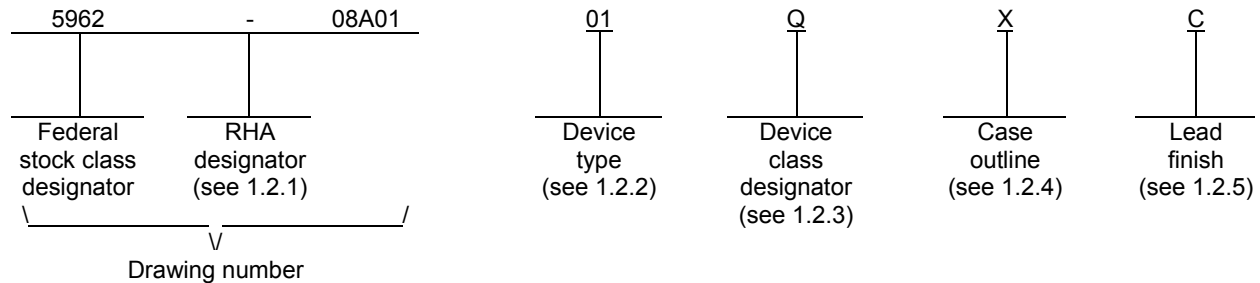 5962 - 08A01 01 Q X C
Federal stock class designator
RHA designator (see 1.2.1)
Device type (see 1.2.2)
Device class designator (see 1.2.3)
Case outline (see 1.2.4)
Lead finish (see 1.2.5)
\ /
\/
Drawing number